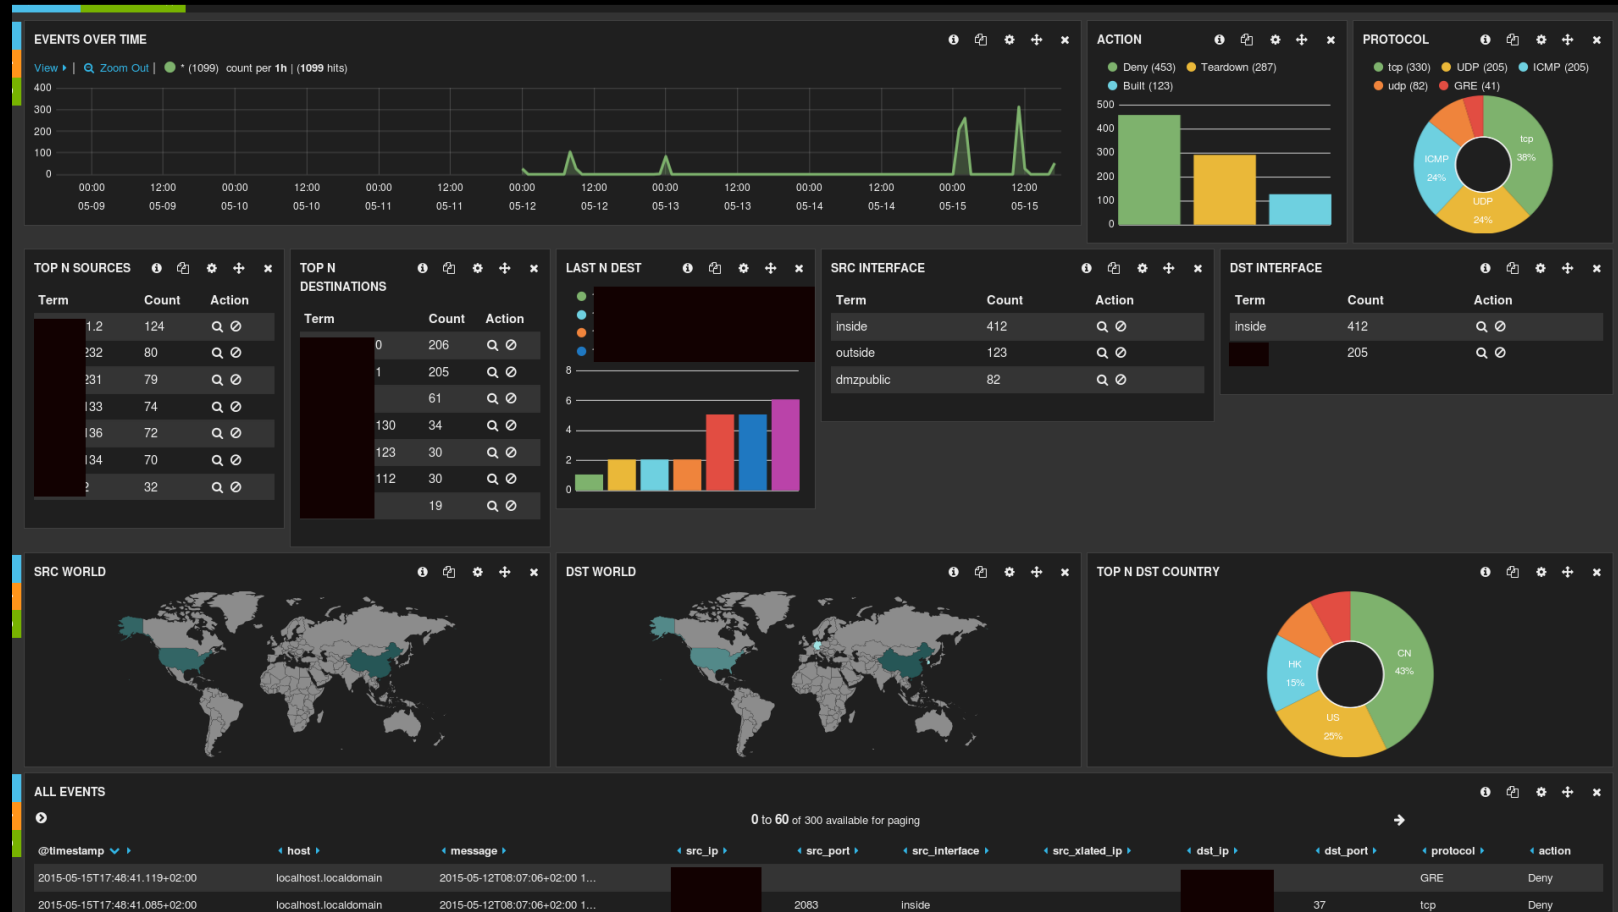 EVENTS OVER TIME
View | Zoom Out | * (1099) count per 1h | (1099 hits)
400
300
200
100
0
00:00 12:00 00:00 12:00 00:00 12:00 00:00 12:00 00:00 12:00 00:00 12:00 00:00 12:00
05-09 05-09 05-10 05-10 05-11 05-11 05-12 05-12 05-13 05-13 05-14 05-14 05-15 05-15
ACTION
Deny (453) Teardown (287)
Built (123)
500
400
300
200
100
0
PROTOCOL
tcp (330) UDP (205) ICMP (205)
udp (82) GRE (41)
tcp
38%
ICMP
24%
UDP
24%
TOP N SOURCES
Term Count Action
1.2 124
232 80
231 79
133 74
136 72
134 70
2 32
TOP N
DESTINATIONS
Term Count Action
0 206
1 205
61
130 34
123 30
112 30
19
LAST N DEST
8
6
4
2
0
SRC INTERFACE
Term Count Action
inside 412
outside 123
dmzpublic 82
DST INTERFACE
Term Count Action
inside 412
205
SRC WORLD
DST WORLD
TOP N DST COUNTRY
CN
43%
HK
15%
US
25%
ALL EVENTS
0 to 60 of 300 available for paging
@timestamp host message src_ip src_port src_interface src_xlated_ip dst_ip dst_port protocol action
2015-05-15T17:48:41.119+02:00 localhost.localdomain 2015-05-12T08:07:06+02:00 1... GRE Deny
2015-05-15T17:48:41.085+02:00 localhost.localdomain 2015-05-12T08:07:06+02:00 1... 2083 inside 37 tcp Deny